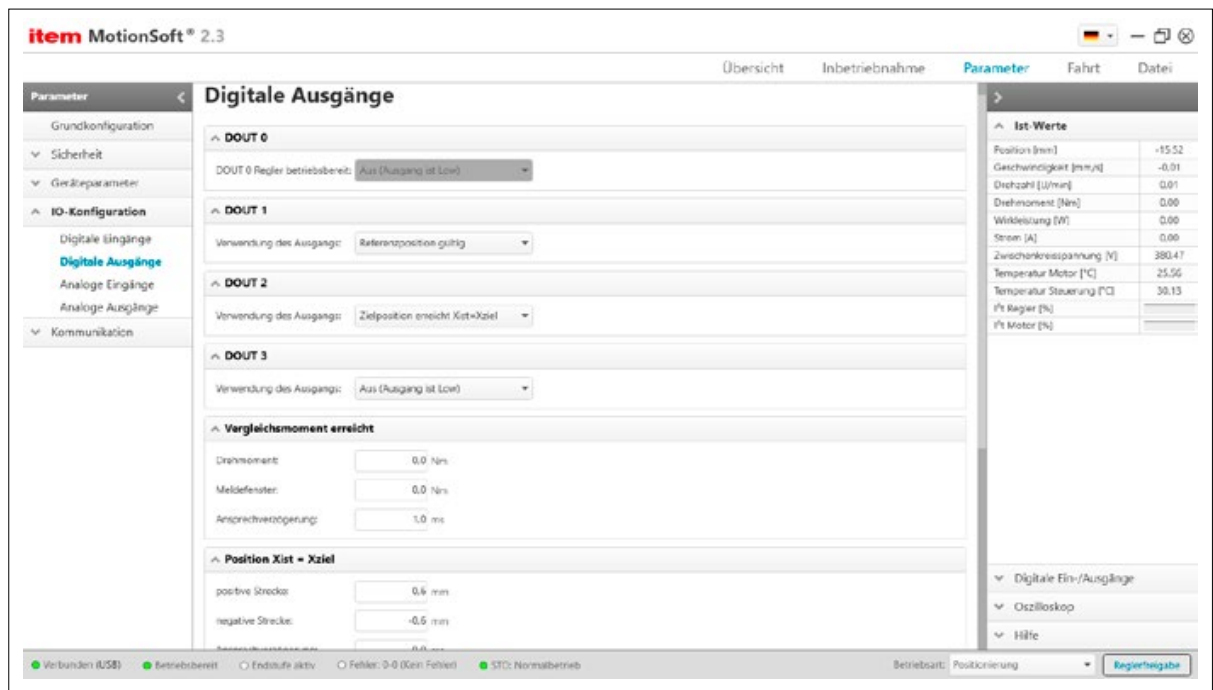 item MotionSoft® 2.3
Übersicht Inbetriebnahme Parameter Fahrt Datei
Parameter
Grundkonfiguration
Sicherheit
Geräteparameter
IO-Konfiguration
Digitale Eingänge
Digitale Ausgänge
Analoge Eingänge
Analoge Ausgänge
Kommunikation
Digitale Ausgänge
DOUT 0
DOUT 0 Regler betriebsbereit: Aus (Ausgang ist Low)
DOUT 1
Verwendung des Ausgangs: Referenzposition gültig
DOUT 2
Verwendung des Ausgangs: Zielposition erreicht Xist=Xziel
DOUT 3
Verwendung des Ausgangs: Aus (Ausgang ist Low)
Vergleichsmoment erreicht
Drehmoment: 0,0 Nm
Meldefenster: 0,0 Nm
Ansprechverzögerung: 1,0 ms
Position Xist = Xziel
positive Strecke: 0,6 mm
negative Strecke: -0,6 mm
Ist-Werte
Position [mm] -15.52
Geschwindigkeit [mm/s] -0,01
Drehzahl [U/min] 0,01
Drehmoment [Nm] 0,00
Wirkleistung [W] 0,00
Strom [A] 0,00
Zwischenkreisspannung [V] 380.47
Temperatur Motor [°C] 25.56
Temperatur Steuerung [°C] 30.13
I²t Regler [%]
I²t Motor [%]
Digitale Ein-/Ausgänge
Oszilloskop
Hilfe
Verbunden (USB) Betriebsbereit Endstufe aktiv Fehler: 0-0 (Kein Fehler) STO: Normalbetrieb Betriebsart: Positionierung Reglerfreigabe